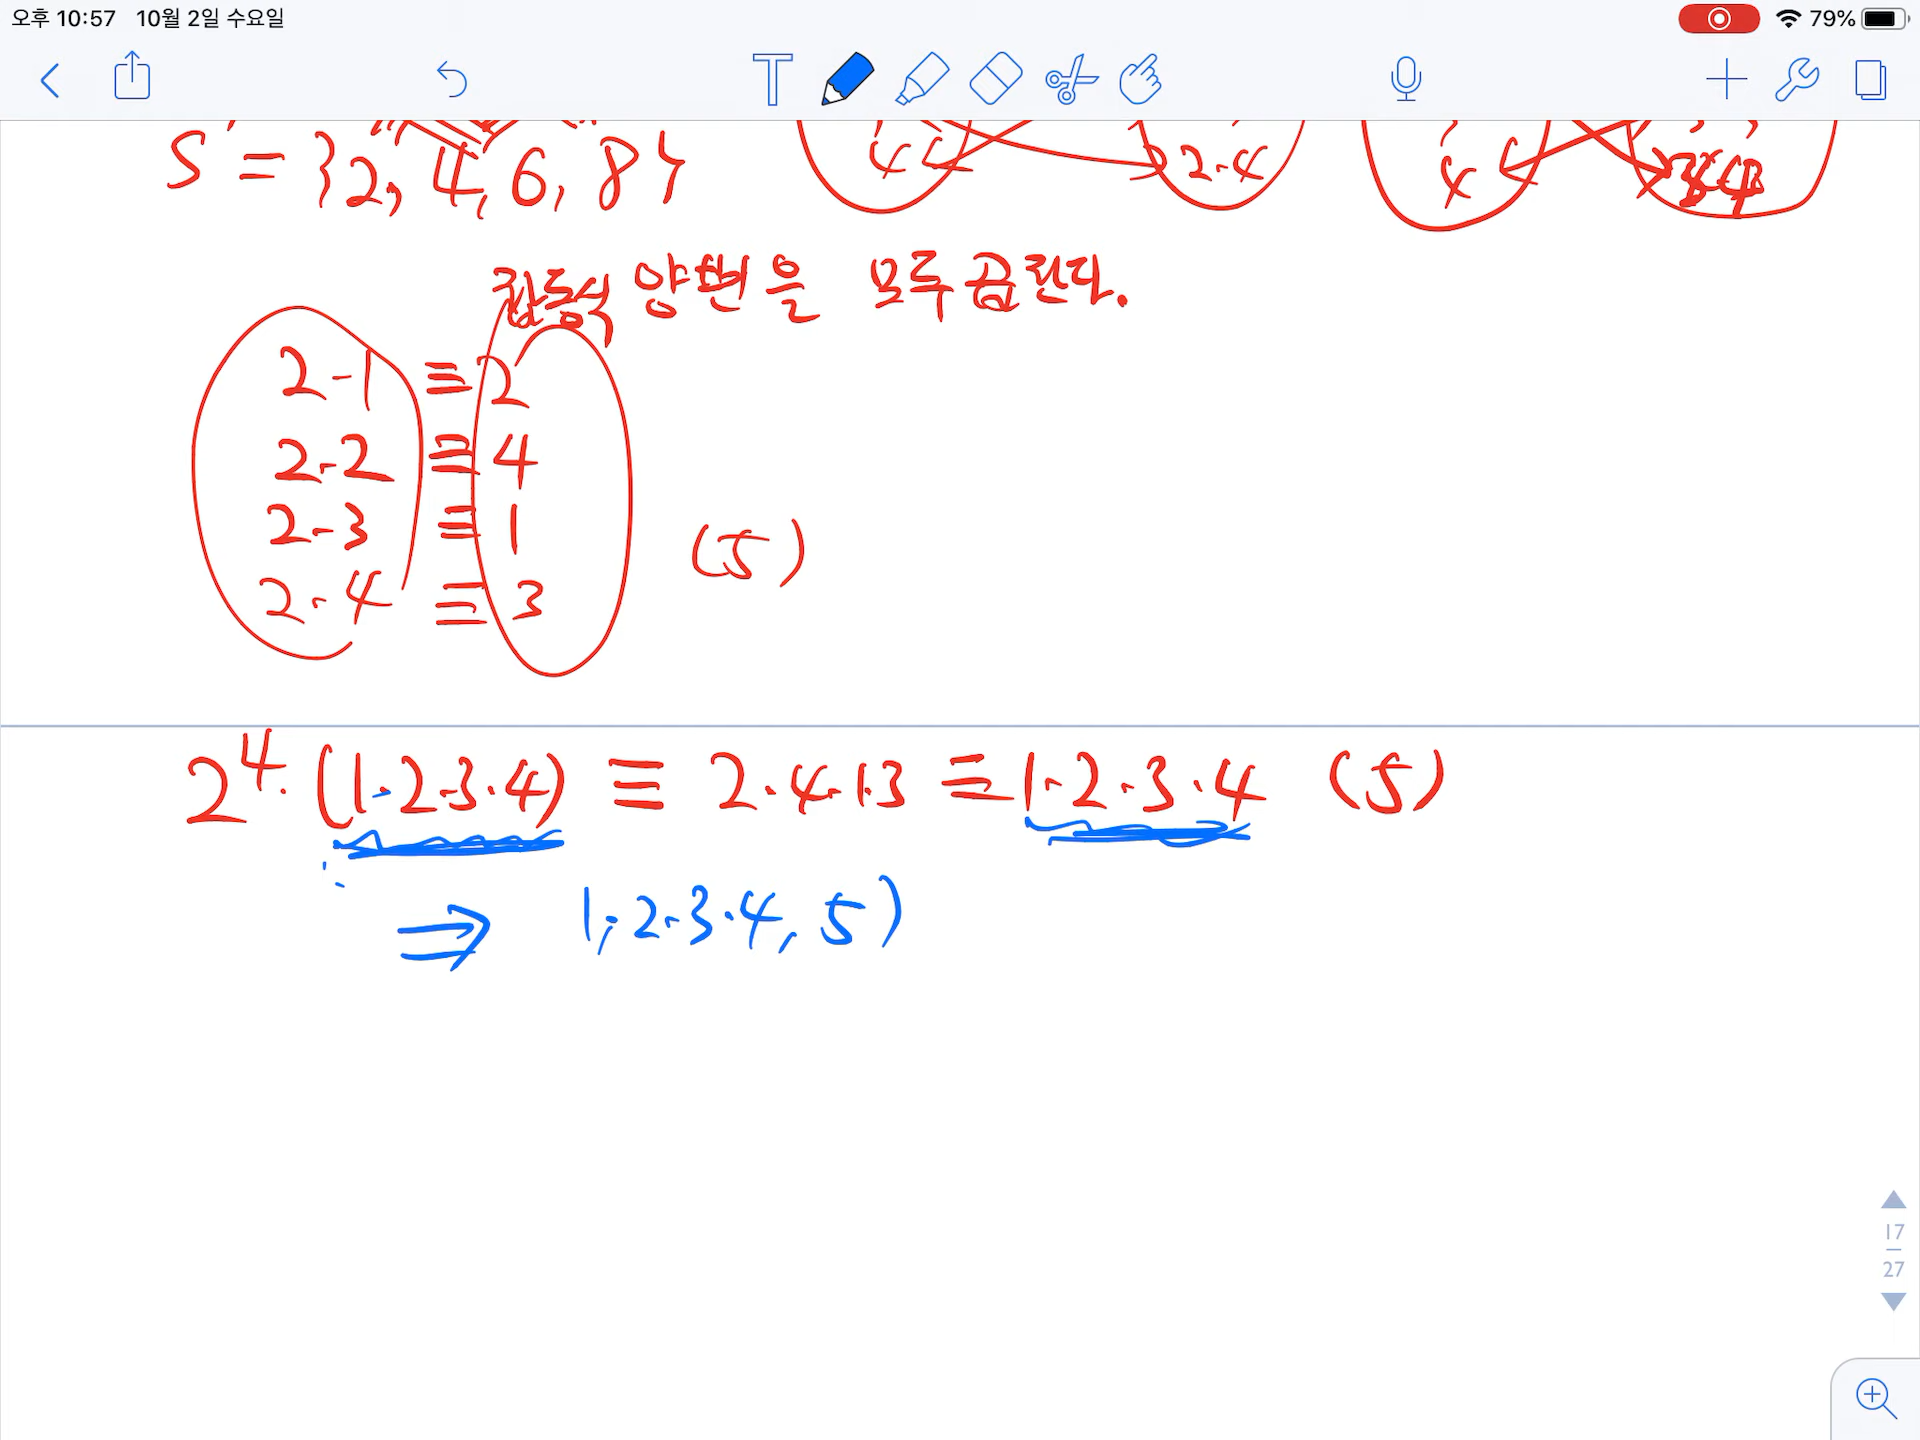 오후 10:57 10월 2일 수요일
79%
T
S' = {2, 4, 6, 8}
4 2·4
4
합동식 양변을 모두 곱한다.
2·1 ≡ 2
2·2 ≡ 4
2·3 ≡ 1
(5)
2·4 ≡ 3
2⁴·(1·2·3·4) ≡ 2·4·1·3 ≡ 1·2·3·4 (5)
⇒ 1·2·3·4, 5)
17
27